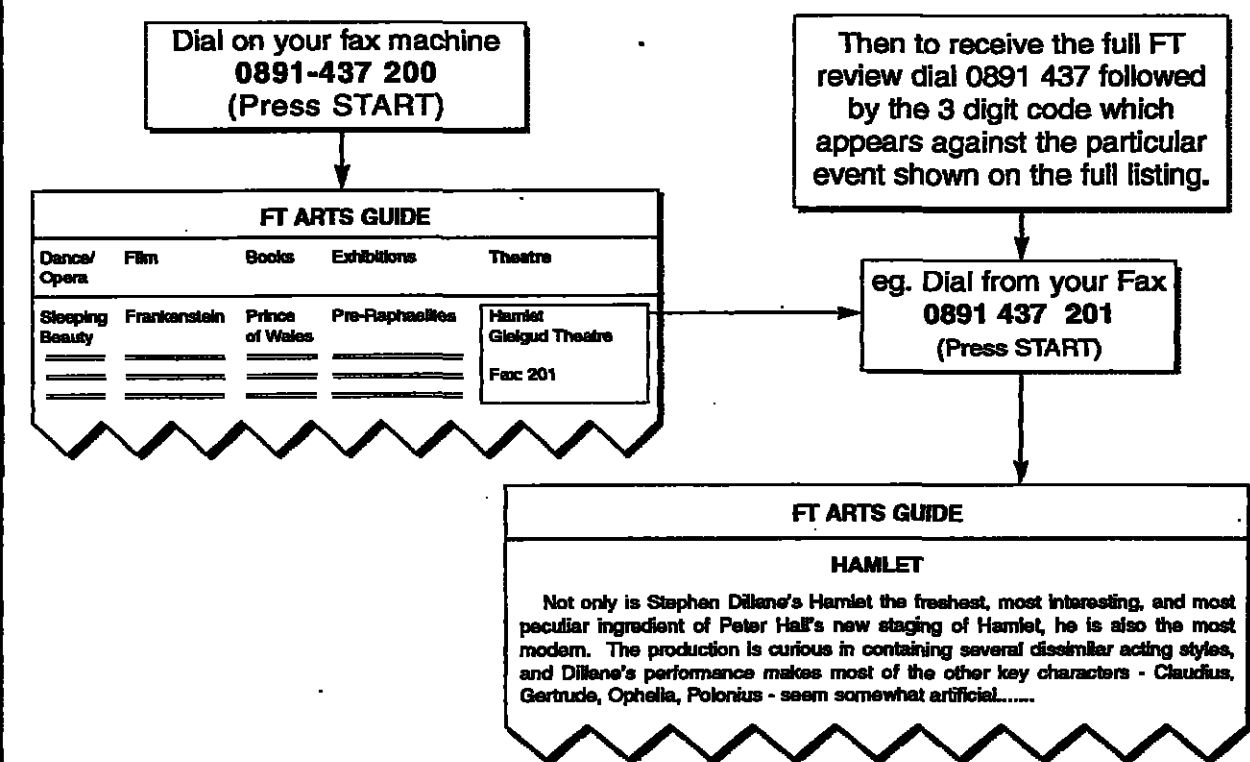 Dial on your fax machine
0891-437 200
(Press START)
FT ARTS GUIDE
Dance/ Film Books Exhibitions Theatre
Opera
Sleeping Frankenstein Prince Pre-Raphaelites Hamlet
Beauty of Wales Gielgud Theatre
Fax: 201
Then to receive the full FT
review dial 0891 437 followed
by the 3 digit code which
appears against the particular
event shown on the full listing.
eg. Dial from your Fax
0891 437 201
(Press START)
FT ARTS GUIDE
HAMLET
Not only is Stephen Dillane's Hamlet the freshest, most interesting, and most
peculiar ingredient of Peter Hall's new staging of Hamlet, he is also the most
modern. The production is curious in containing several dissimilar acting styles,
and Dillane's performance makes most of the other key characters - Claudius,
Gertrude, Ophelia, Polonius - seem somewhat artificial.......